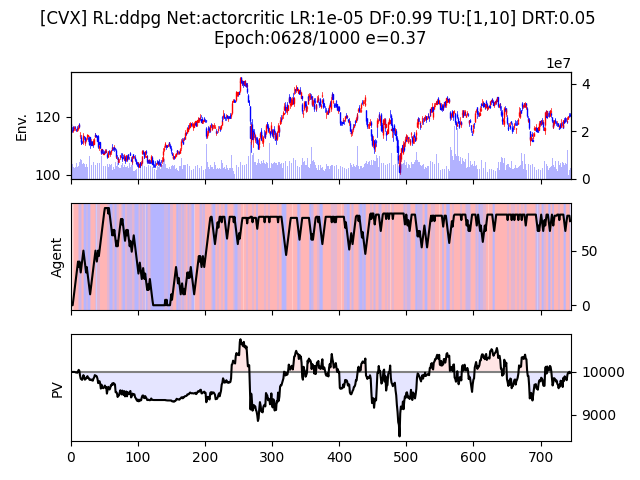 [CVX] RL:ddpg Net:actorcritic LR:1e-05 DF:0.99 TU:[1,10] DRT:0.05
Epoch:0628/1000 e=0.37
1e7
Env.
120
100
4
2
0
Agent
50
0
PV
10000
9000
0 100 200 300 400 500 600 700